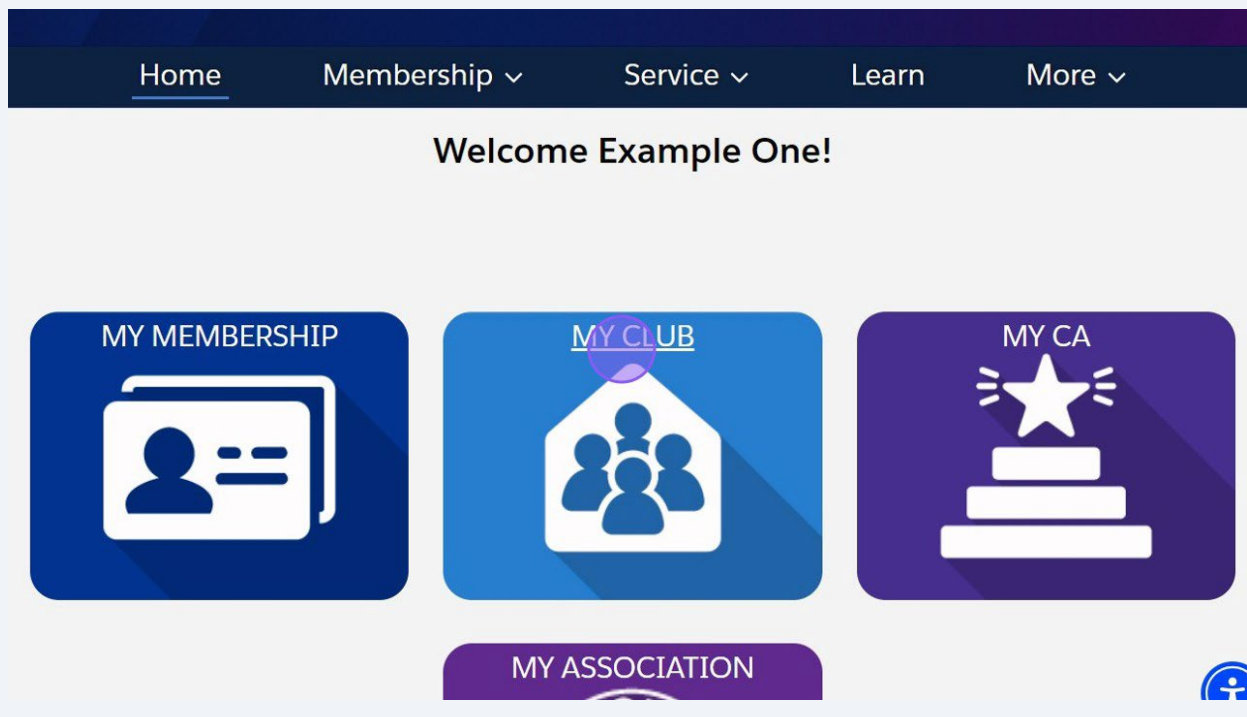 Home Membership Service Learn More
Welcome Example One!
MY MEMBERSHIP
MY CLUB
MY CA
MY ASSOCIATION